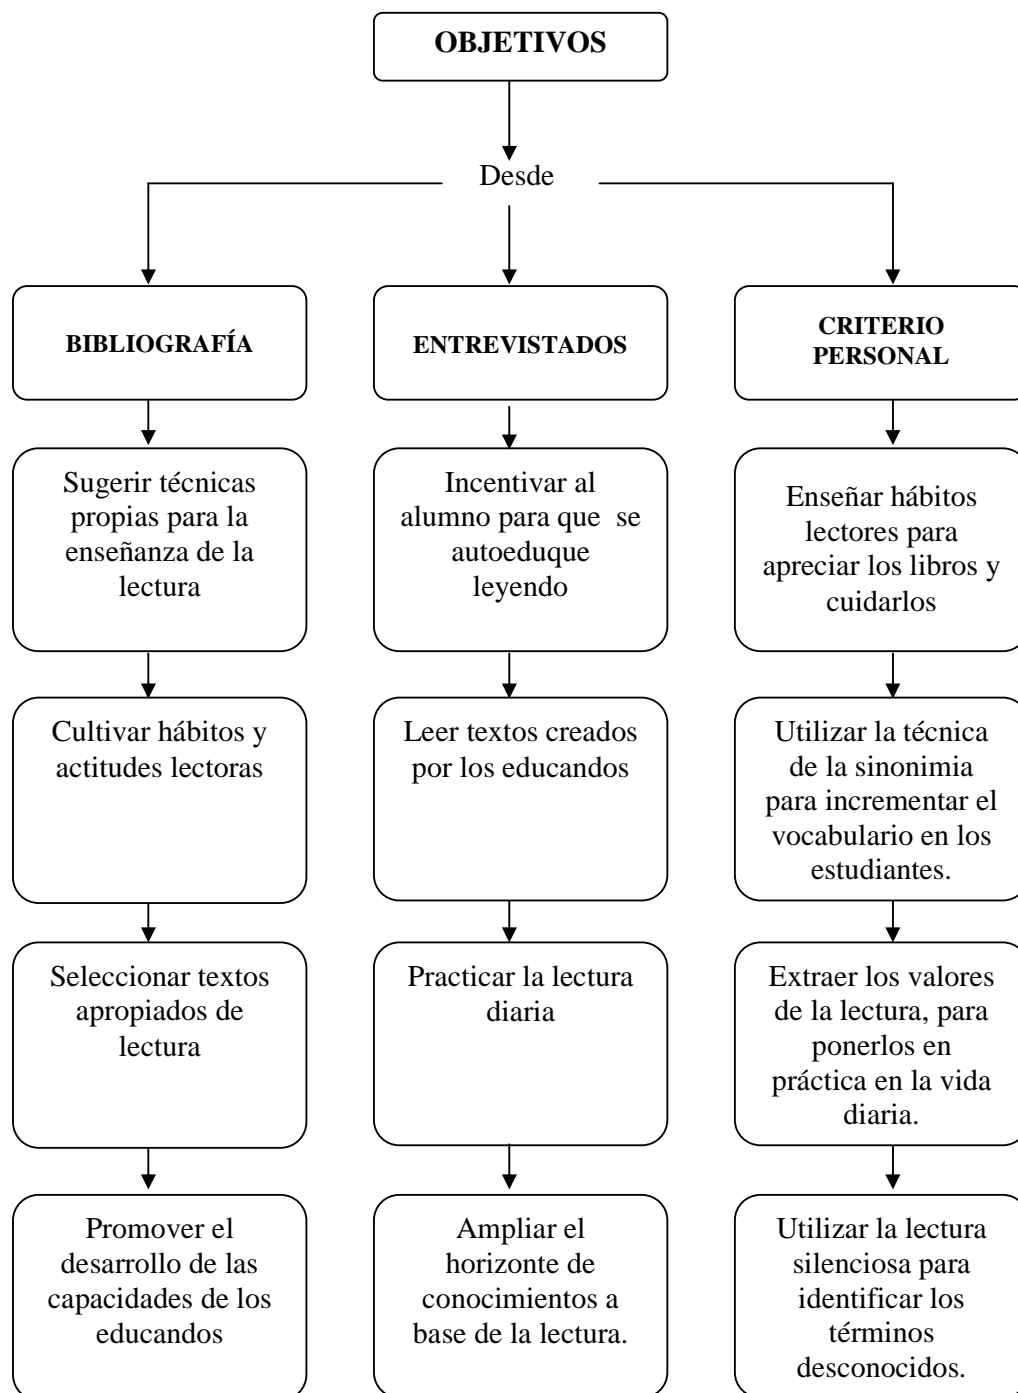 OBJETIVOS
Desde
BIBLIOGRAFÍA
ENTREVISTADOS
CRITERIO
PERSONAL
Sugerir técnicas
propias para la
enseñanza de la
lectura
Incentivar al
alumno para que se
autoeduque
leyendo
Enseñar hábitos
lectores para
apreciar los libros y
cuidarlos
Cultivar hábitos y
actitudes lectoras
Leer textos creados
por los educandos
Utilizar la técnica
de la sinonimia
para incrementar el
vocabulario en los
estudiantes.
Seleccionar textos
apropiados de
lectura
Practicar la lectura
diaria
Extraer los valores
de la lectura, para
ponerlos en
práctica en la vida
diaria.
Promover el
desarrollo de las
capacidades de los
educandos
Ampliar el
horizonte de
conocimientos a
base de la lectura.
Utilizar la lectura
silenciosa para
identificar los
términos
desconocidos.